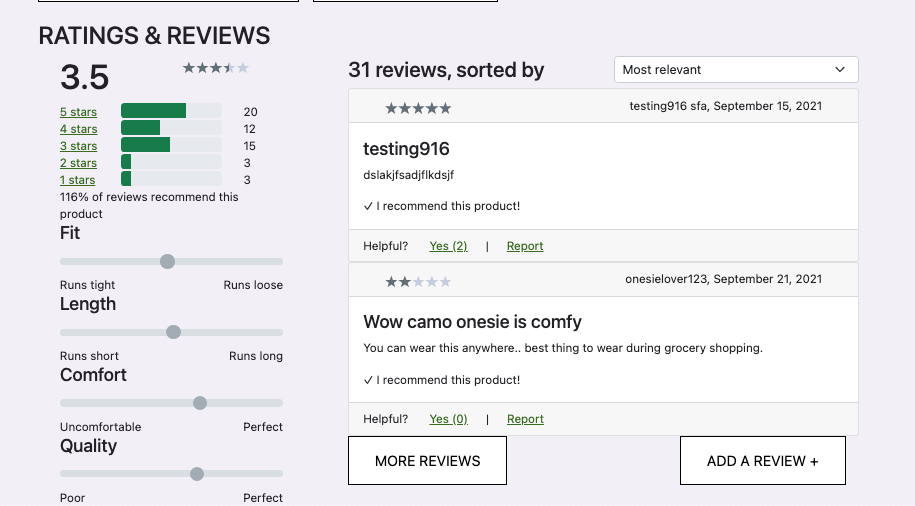 RATINGS & REVIEWS
3.5
5 stars 20
4 stars 12
3 stars 15
2 stars 3
1 stars 3
116% of reviews recommend this
product
Fit
Runs tight Runs loose
Length
Runs short Runs long
Comfort
Uncomfortable Perfect
Quality
Poor Perfect
31 reviews, sorted by Most relevant
testing916 sfa, September 15, 2021
testing916
dslakjfsadjflkdsjf
✓ I recommend this product!
Helpful? Yes (2) | Report
onesielover123, September 21, 2021
Wow camo onesie is comfy
You can wear this anywhere.. best thing to wear during grocery shopping.
✓ I recommend this product!
Helpful? Yes (0) | Report
MORE REVIEWS ADD A REVIEW +